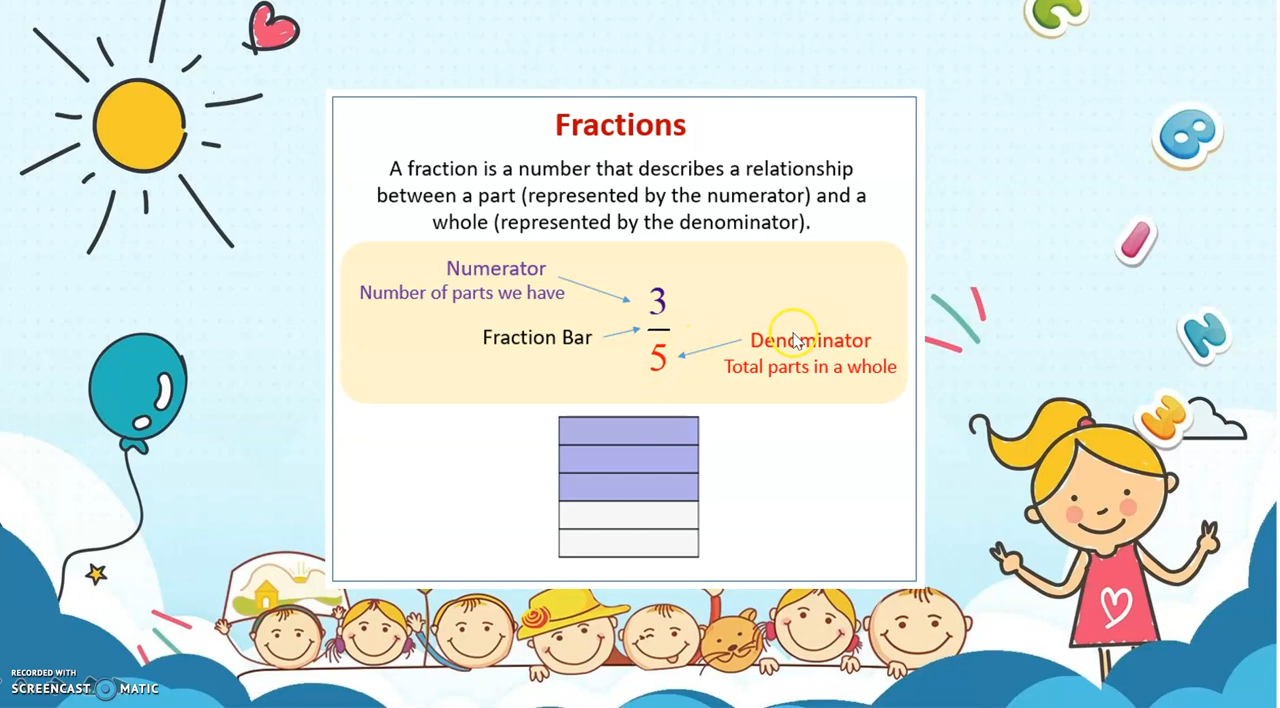 Fractions
A fraction is a number that describes a relationship
between a part (represented by the numerator) and a
whole (represented by the denominator).
Numerator
Number of parts we have
3
Fraction Bar
5
Denominator
Total parts in a whole
C
B
I
N
M
RECORDED WITH
SCREENCAST MATIC